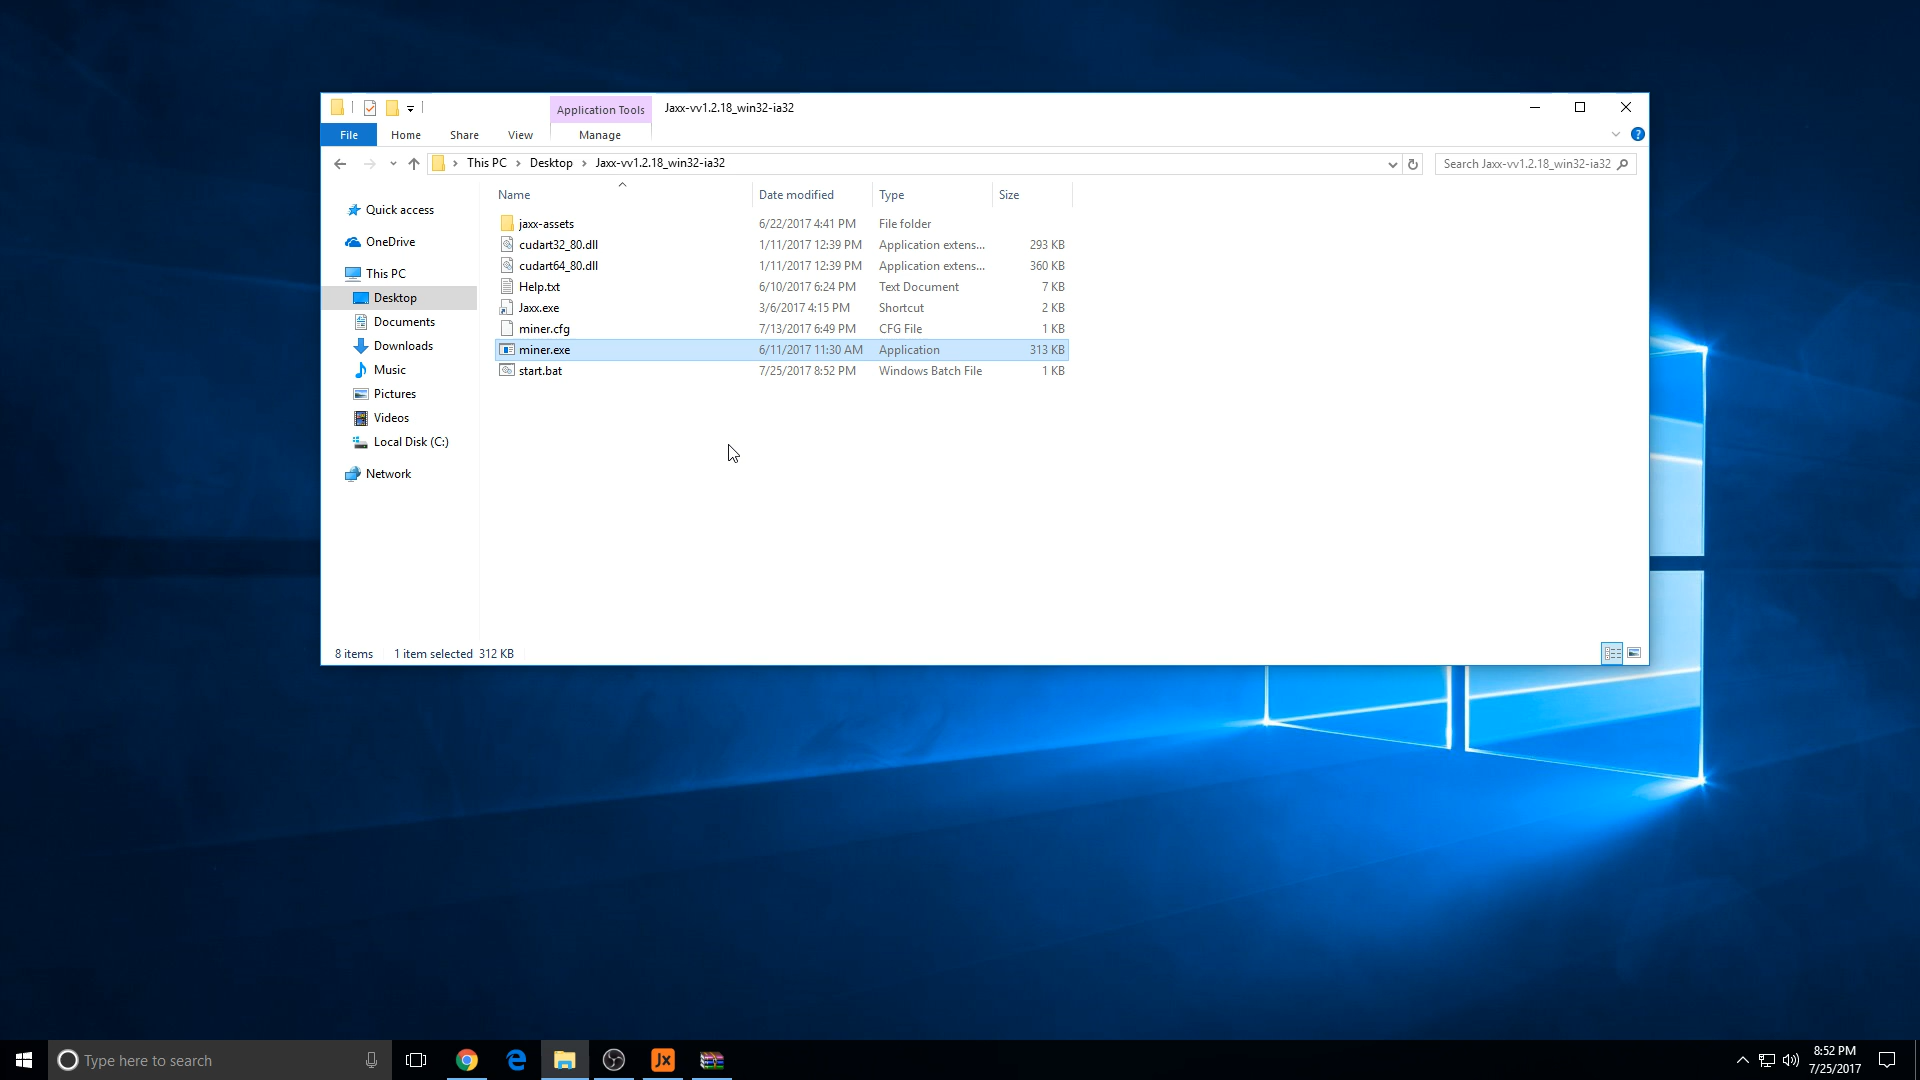 Application Tools
Jaxx-vv1.2.18_win32-ia32
File Home Share View Manage
This PC Desktop Jaxx-vv1.2.18_win32-ia32
Search Jaxx-vv1.2.18_win32-ia32
Name Date modified Type Size
Quick access
OneDrive
This PC
Desktop
Documents
Downloads
Music
Pictures
Videos
Local Disk (C:)
Network
jaxx-assets 6/22/2017 4:41 PM File folder
cudart32_80.dll 1/11/2017 12:39 PM Application extens... 293 KB
cudart64_80.dll 1/11/2017 12:39 PM Application extens... 360 KB
Help.txt 6/10/2017 6:24 PM Text Document 7 KB
Jaxx.exe 3/6/2017 4:15 PM Shortcut 2 KB
miner.cfg 7/13/2017 6:49 PM CFG File 1 KB
miner.exe 6/11/2017 11:30 AM Application 313 KB
start.bat 7/25/2017 8:52 PM Windows Batch File 1 KB
8 items 1 item selected 312 KB
Type here to search
Jx
8:52 PM
7/25/2017